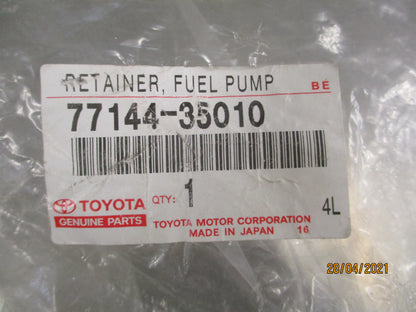 RETAINER, FUEL PUMP BE
77144-35010
TOYOTA QTY: 1
GENUINE PARTS
4L
TOYOTA MOTOR CORPORATION
MADE IN JAPAN 16
28/04/2021